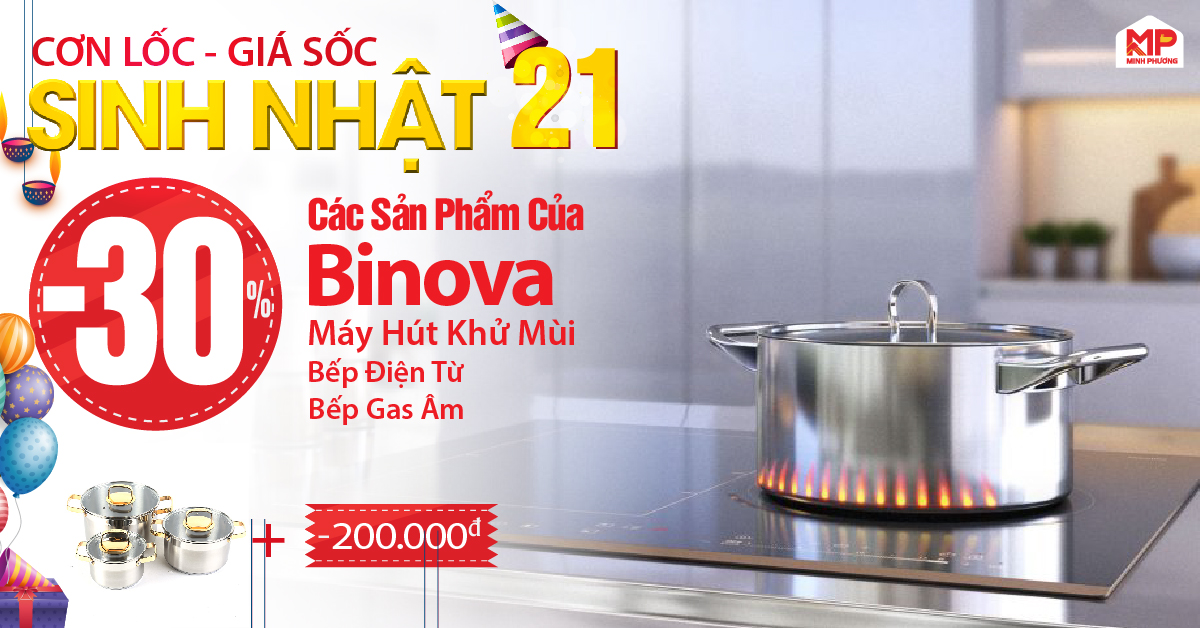 CƠN LỐC - GIÁ SỐC
SINH NHẬT 21
MP
MINH PHƯƠNG
-30%
Các Sản Phẩm Của
Binova
Máy Hút Khử Mùi
Bếp Điện Từ
Bếp Gas Âm
+ -200.000đ